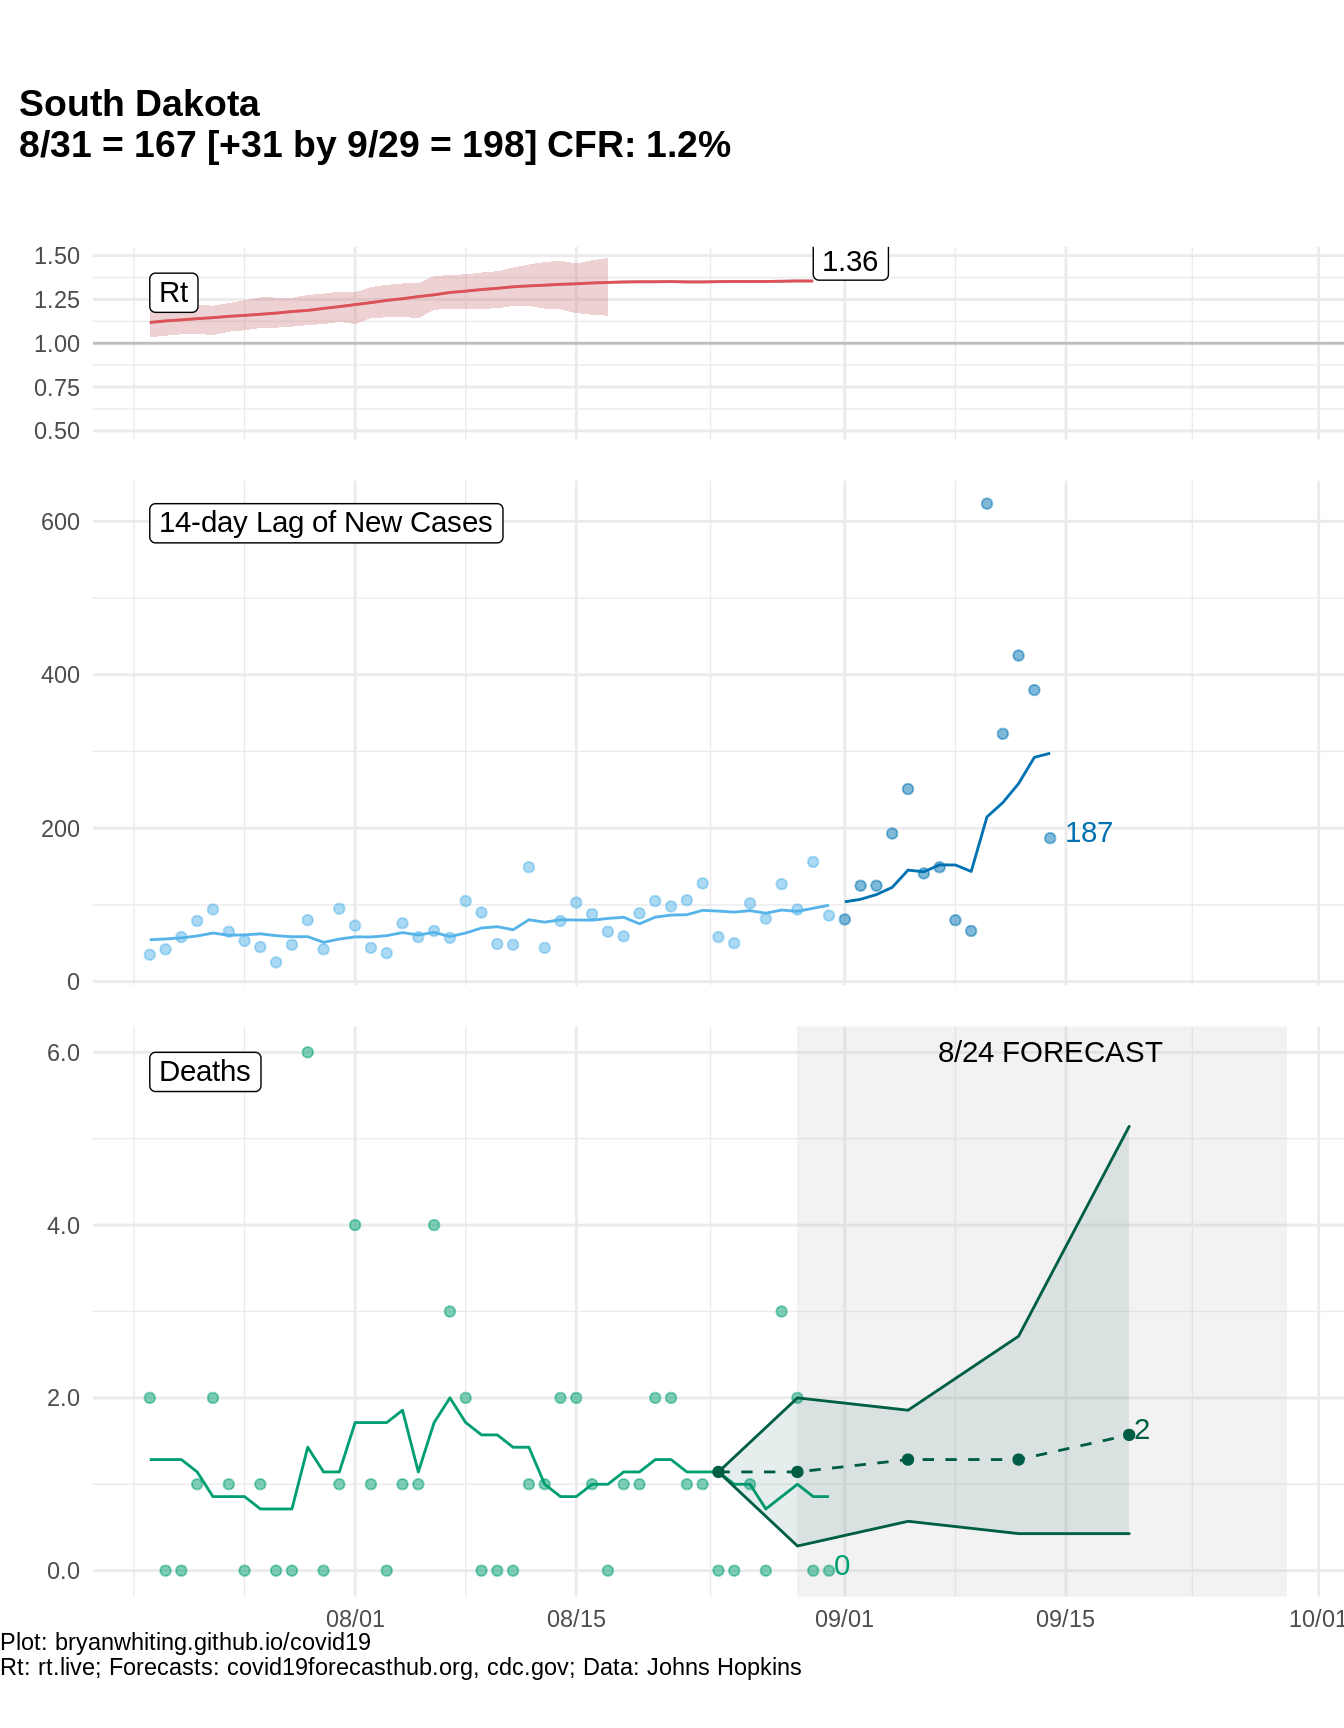 South Dakota
8/31 = 167 [+31 by 9/29 = 198] CFR: 1.2%
1.50
1.25
1.00
0.75
0.50
Rt
1.36
600
400
200
0
14-day Lag of New Cases
187
6.0
4.0
2.0
0.0
Deaths
8/24 FORECAST
2
0
08/01 08/15 09/01 09/15 10/01
Plot: bryanwhiting.github.io/covid19
Rt: rt.live; Forecasts: covid19forecasthub.org, cdc.gov; Data: Johns Hopkins